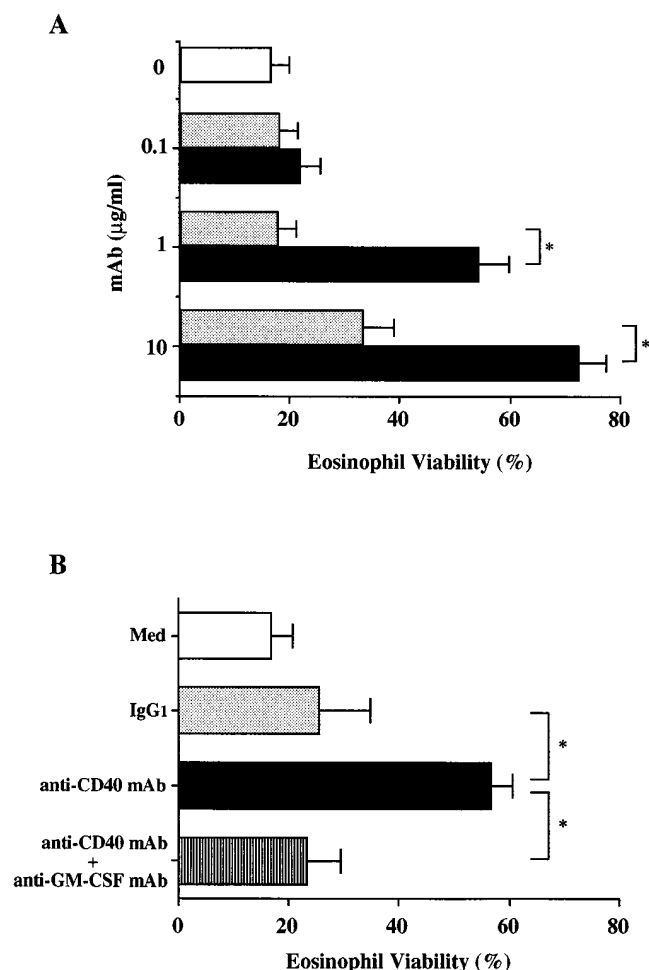 A
0
0.1
1
10
mAb (μg/ml)
*
*
0 20 40 60 80
Eosinophil Viability (%)
B
Med
IgG1
anti-CD40 mAb
anti-CD40 mAb
+
anti-GM-CSF mAb
*
*
0 20 40 60 80
Eosinophil Viability (%)